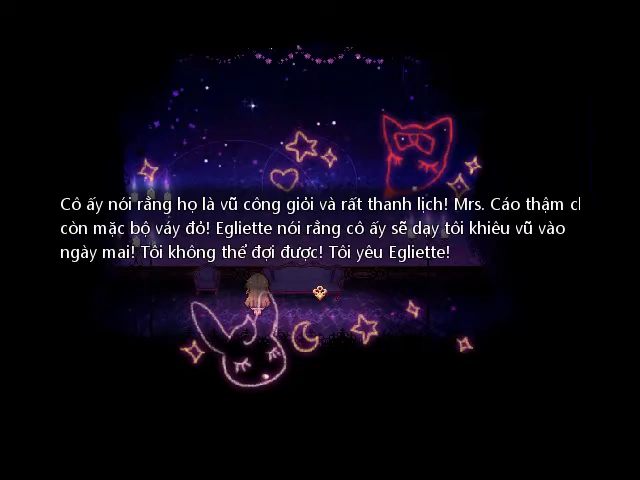 Cô ấy nói rằng họ là vũ công giỏi và rất thanh lịch! Mrs. Cáo thậm
còn mặc bộ váy đỏ! Egliette nói rằng cô ấy sẽ dạy tôi khiêu vũ vào
ngày mai! Tôi không thể đợi được! Tôi yêu Egliette!